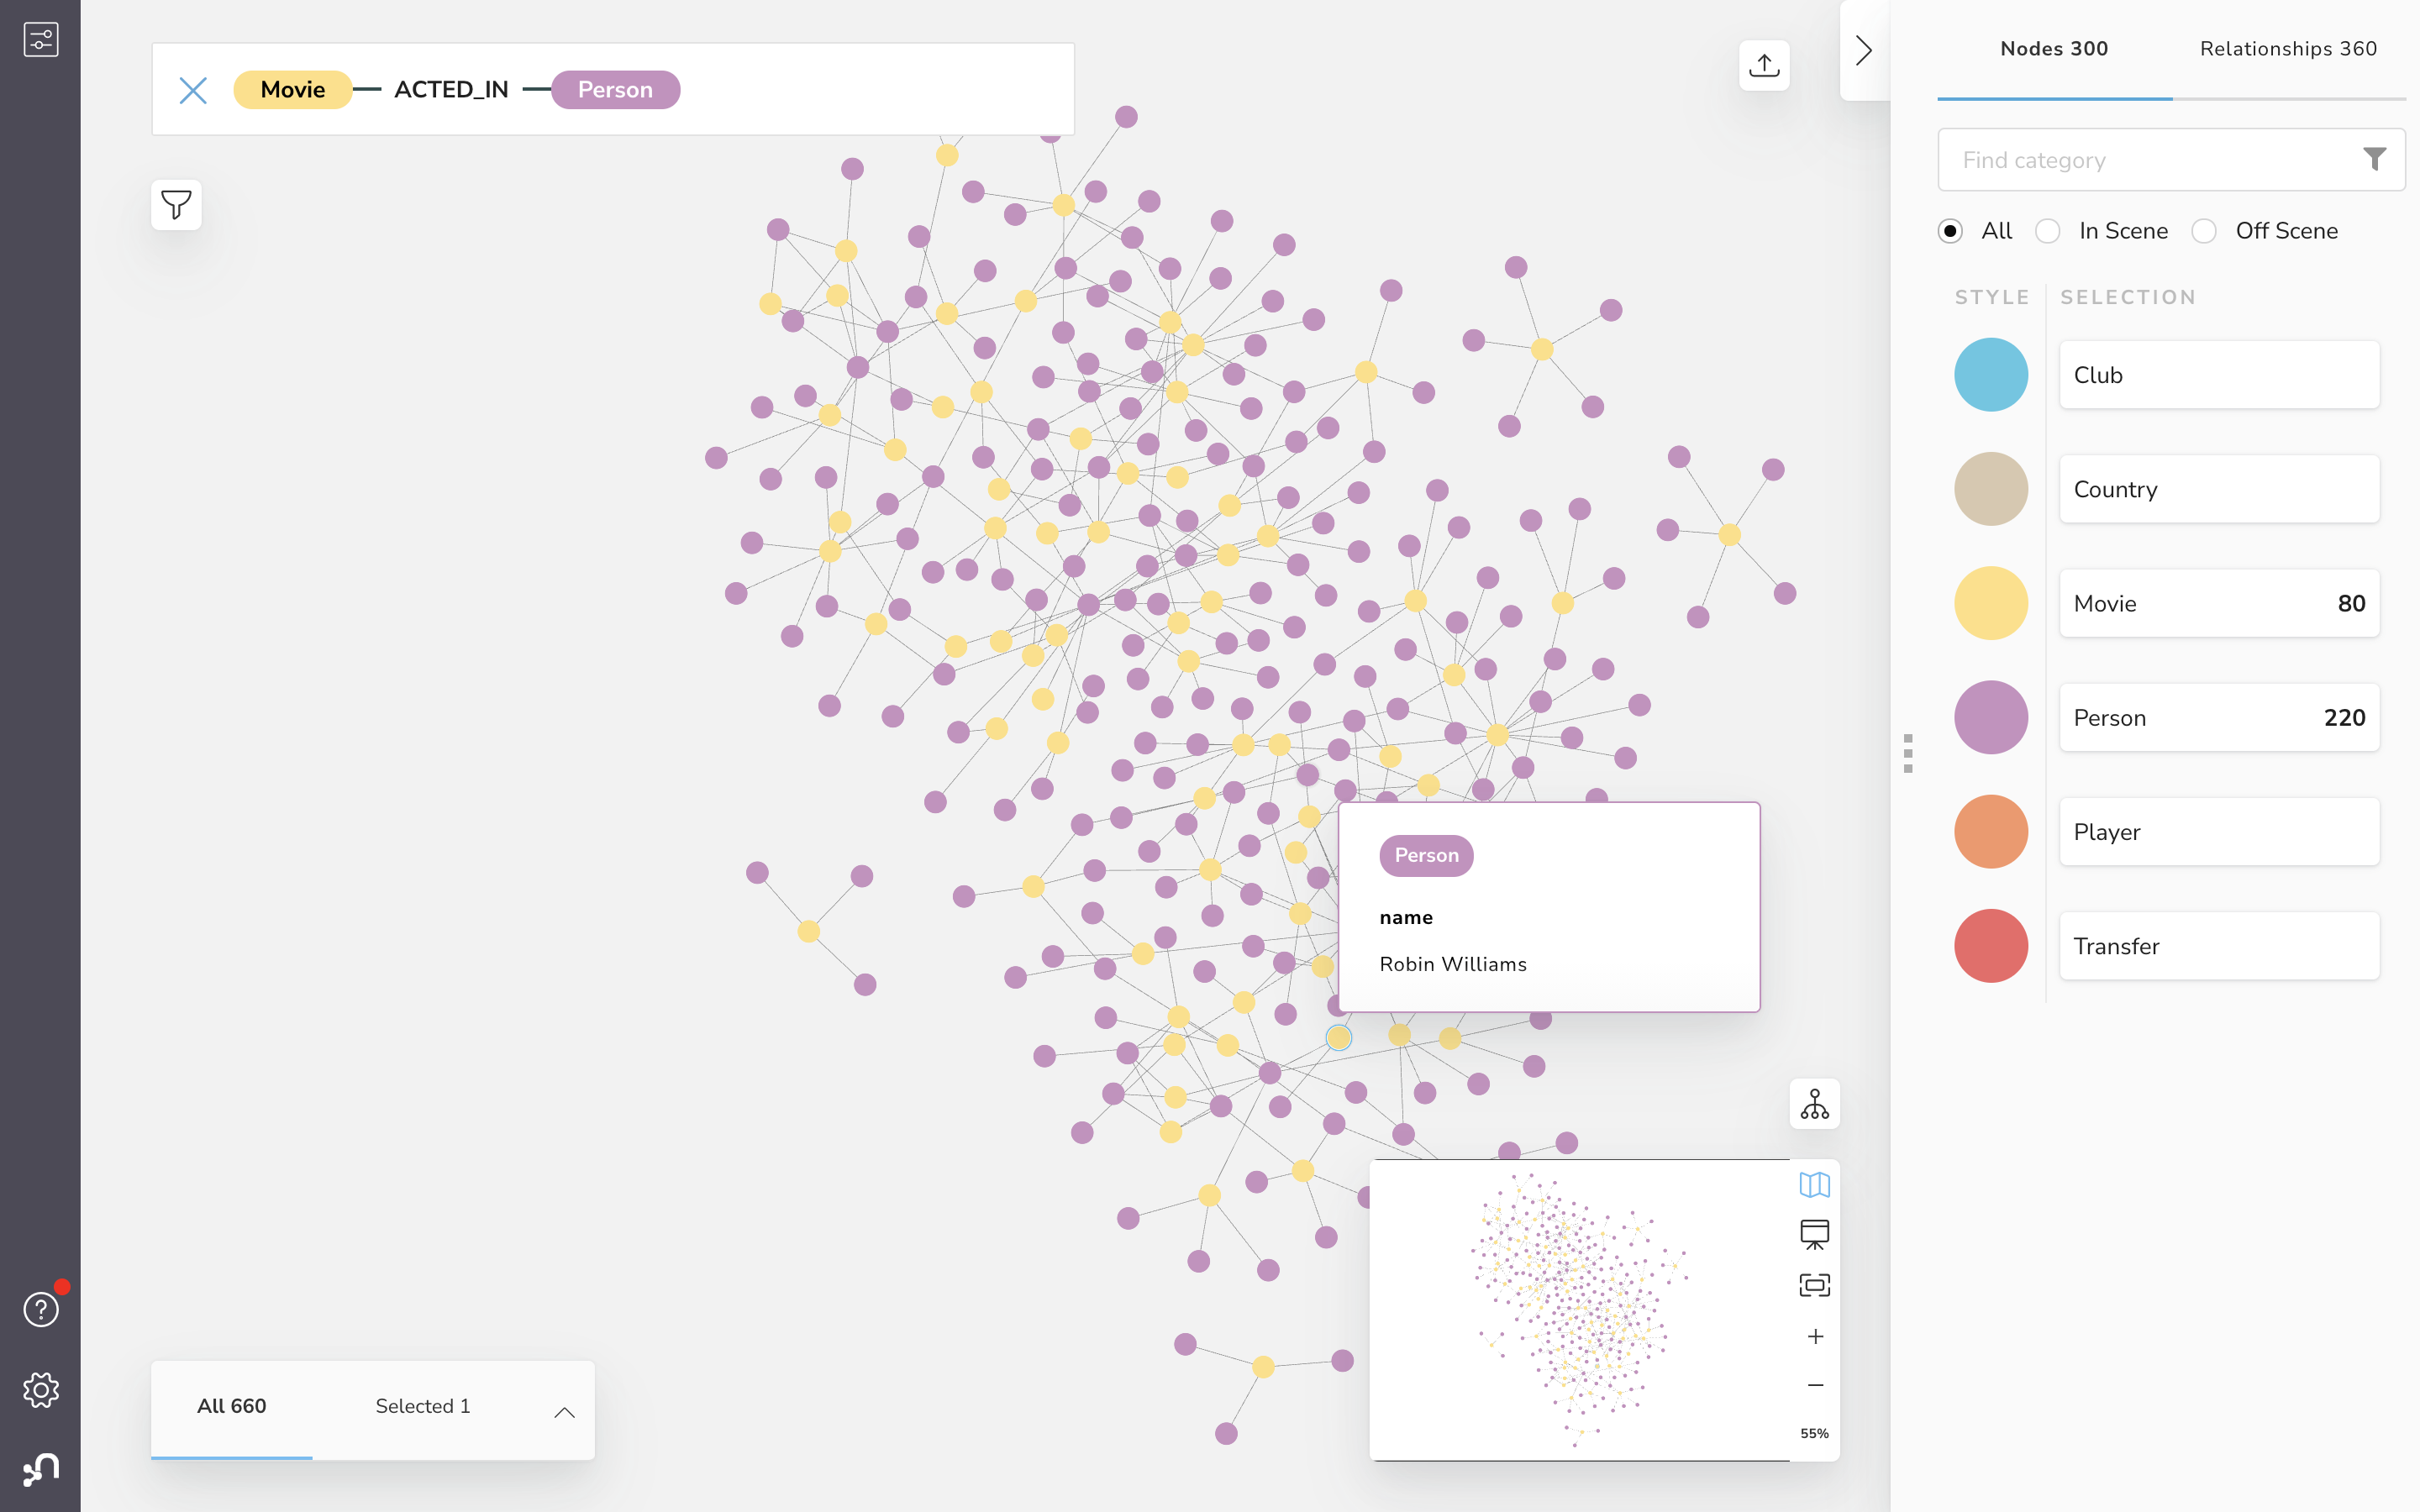 Movie ACTED_IN Person
Nodes 300 Relationships 360
Find category
All In Scene Off Scene
STYLE SELECTION
Club
Country
Movie 80
Person 220
Player
Transfer
Person
name
Robin Williams
?
All 660 Selected 1
+
−
55%